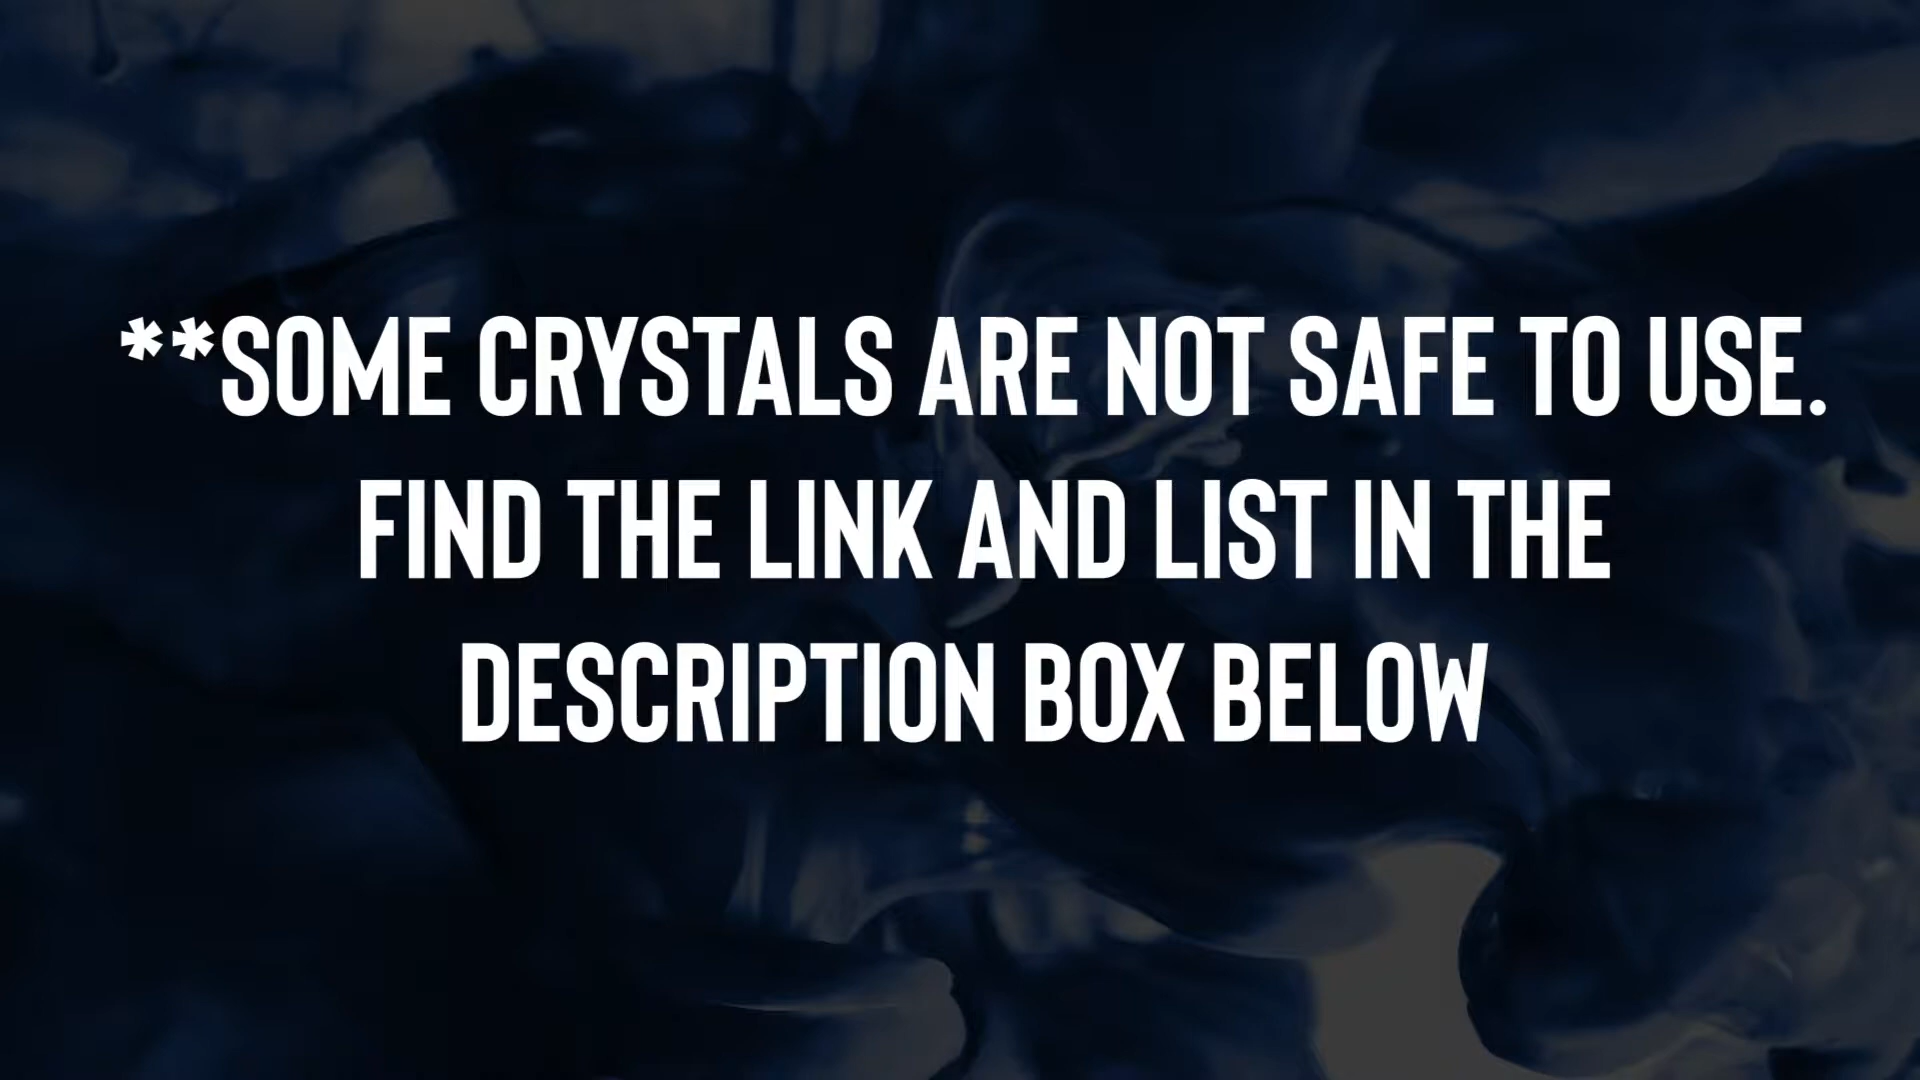 **SOME CRYSTALS ARE NOT SAFE TO USE.
FIND THE LINK AND LIST IN THE
DESCRIPTION BOX BELOW